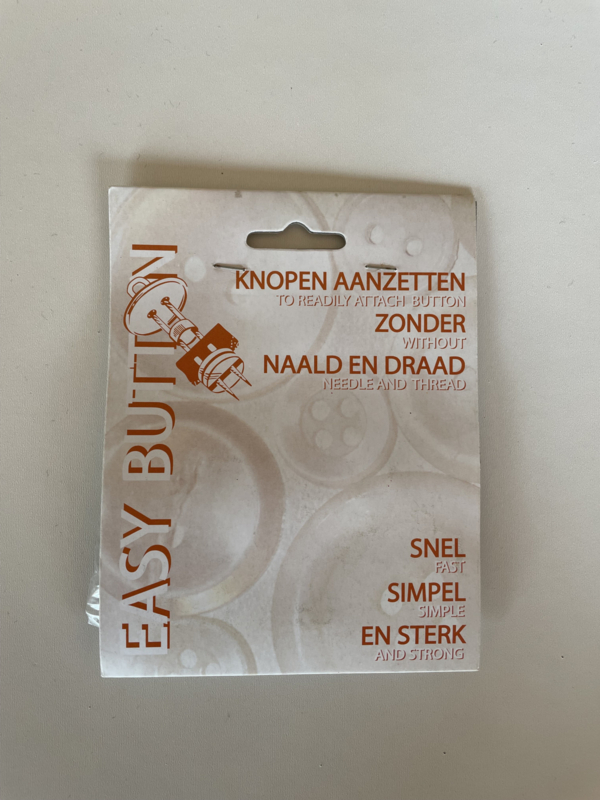 EASY BUTTON
KNOPEN AANZETTEN
TO READILY ATTACH BUTTON
ZONDER
WITHOUT
NAALD EN DRAAD
NEEDLE AND THREAD
SNEL
FAST
SIMPEL
SIMPLE
EN STERK
AND STRONG